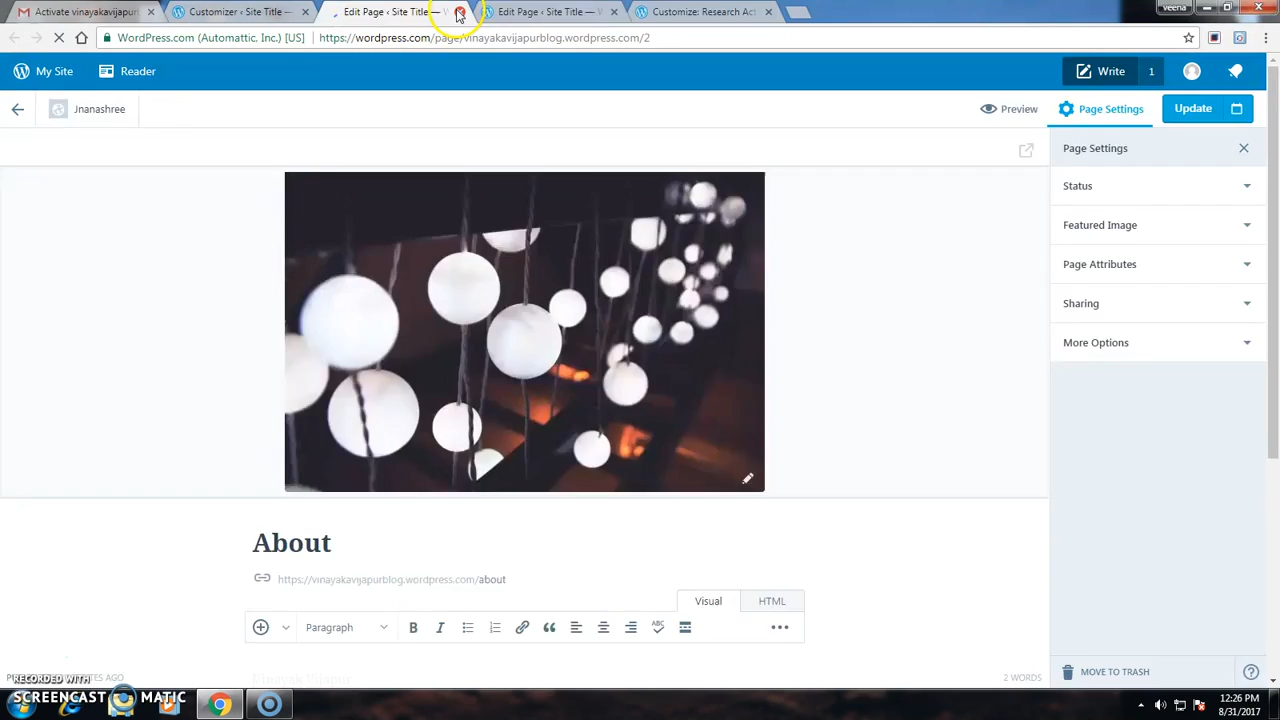 Activate vinayakavijapur
Customizer ‹ Site Title —
Edit Page ‹ Site Title —
Edit Page ‹ Site Title — W
Customize: Research Act
veena
WordPress.com (Automattic, Inc.) [US]
https://wordpress.com/page/vinayakavijapurblog.wordpress.com/2
My Site
Reader
Write
1
Jnanashree
Preview
Page Settings
Update
Page Settings
Status
Featured Image
Page Attributes
Sharing
More Options
About
https://vinayakavijapurblog.wordpress.com/about
Visual
HTML
Paragraph
B
I
ABC
2 WORDS
MOVE TO TRASH
RECORDED WITH
SCREENCAST MATIC
12:26 PM
8/31/2017